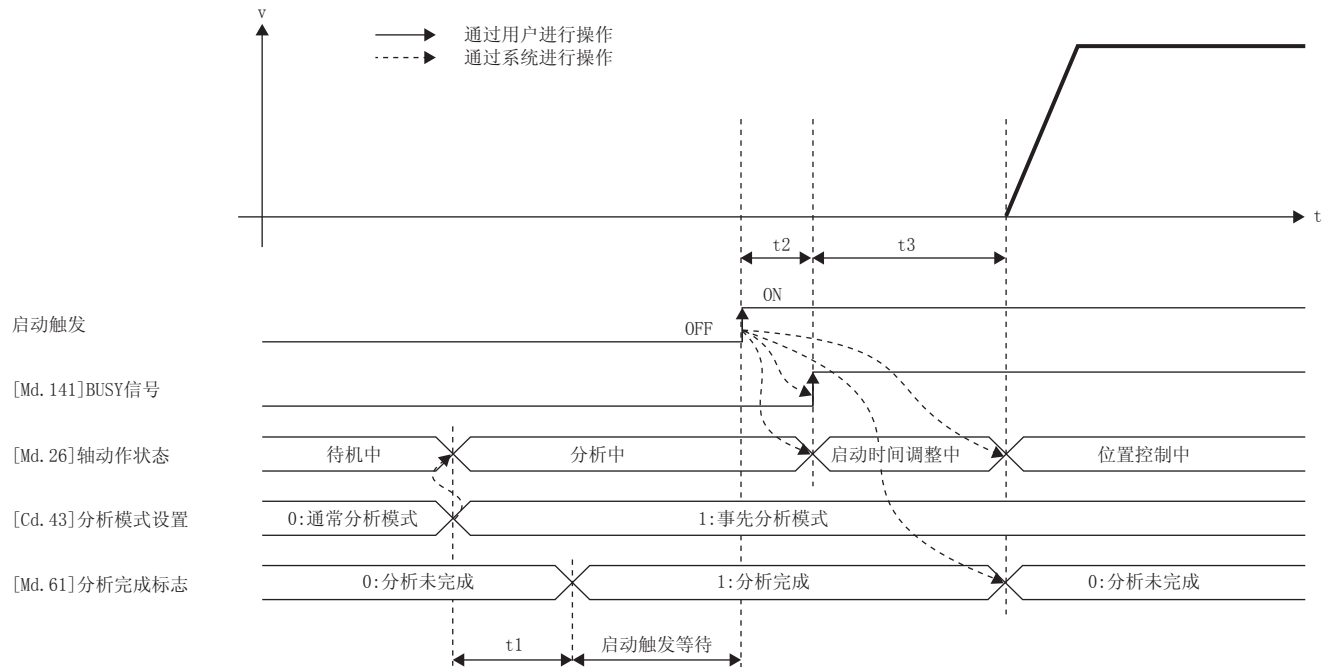 v
通过用户进行操作
通过系统进行操作
t
t2
t3
ON
启动触发
OFF
[Md.141]BUSY信号
[Md.26]轴动作状态
待机中
分析中
启动时间调整中
位置控制中
[Cd.43]分析模式设置
0:通常分析模式
1:事先分析模式
[Md.61]分析完成标志
0:分析未完成
1:分析完成
0:分析未完成
t1
启动触发等待